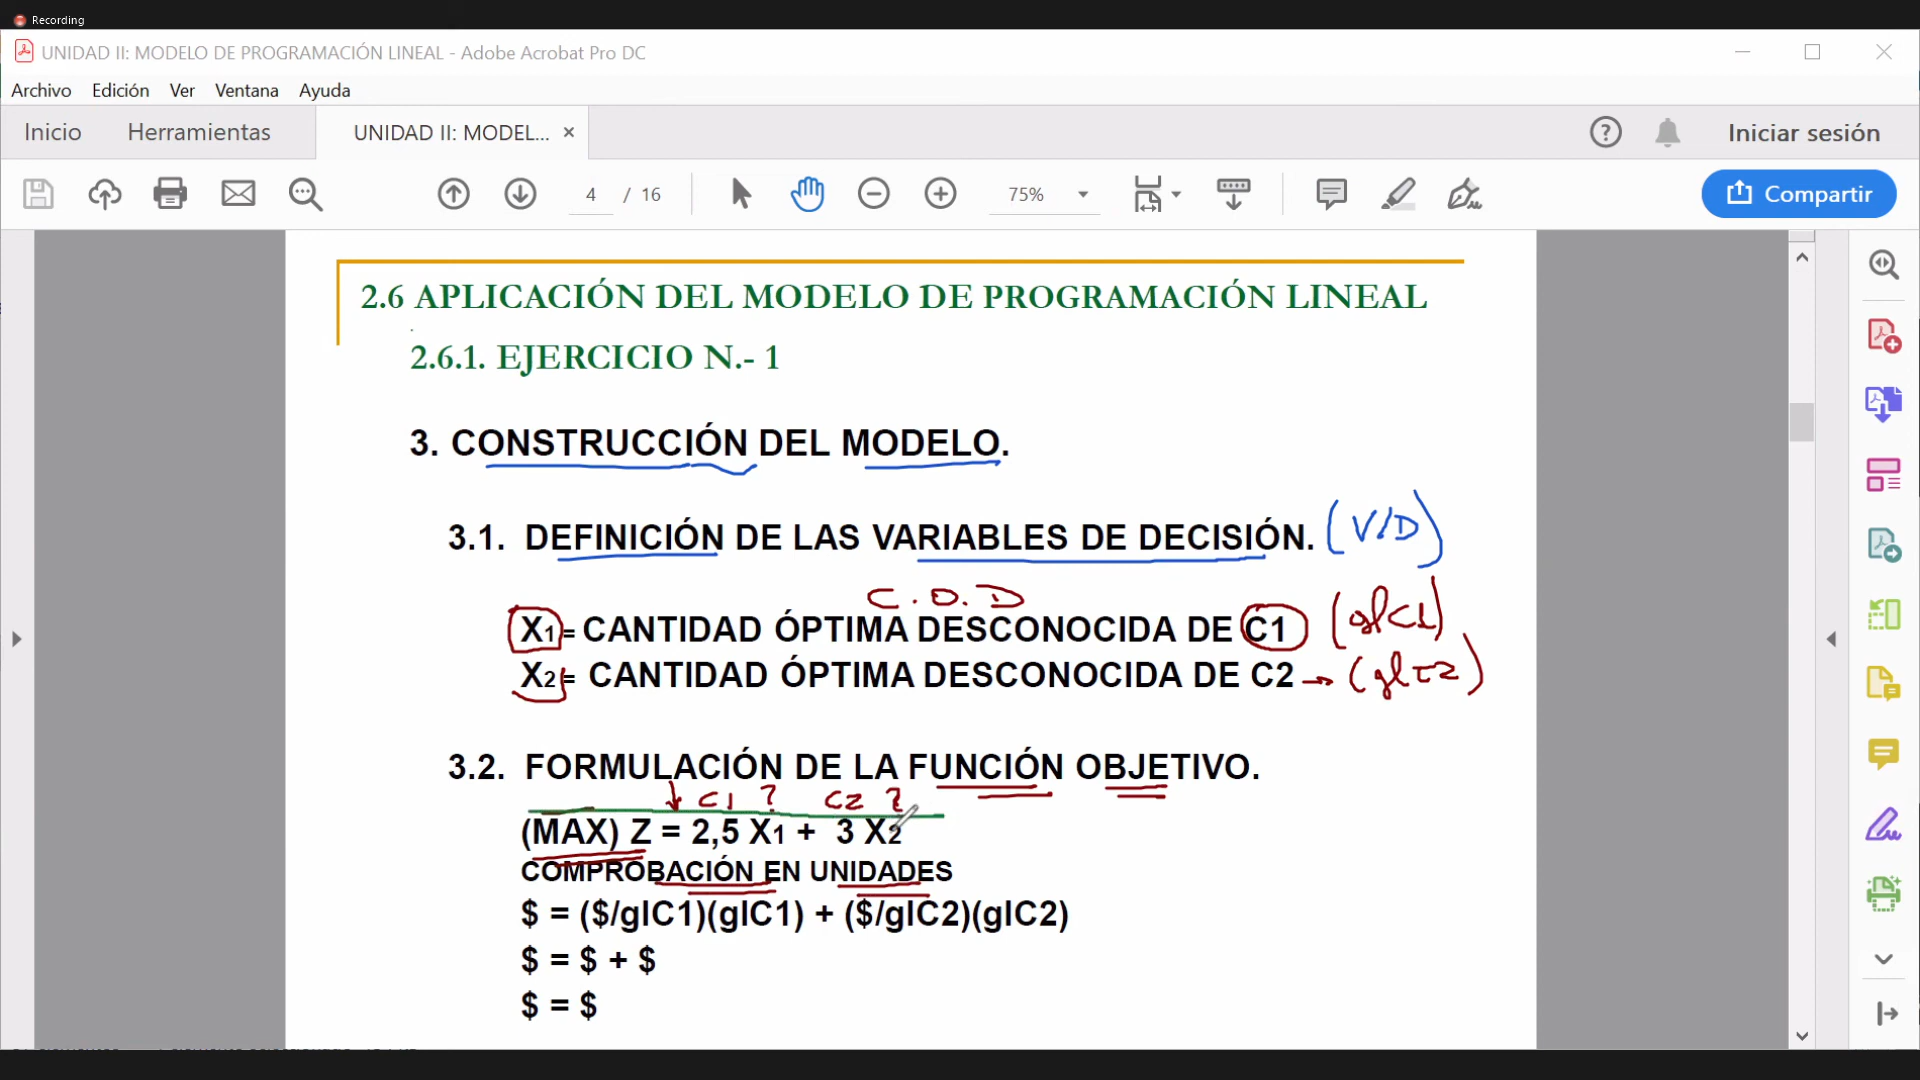 Recording
UNIDAD II: MODELO DE PROGRAMACIÓN LINEAL - Adobe Acrobat Pro DC
Archivo Edición Ver Ventana Ayuda
Inicio Herramientas UNIDAD II: MODEL... × Iniciar sesión
4 / 16 75% Compartir
2.6 APLICACIÓN DEL MODELO DE PROGRAMACIÓN LINEAL
2.6.1. EJERCICIO N.- 1
3. CONSTRUCCIÓN DEL MODELO.
3.1. DEFINICIÓN DE LAS VARIABLES DE DECISIÓN. (V/D)
C.O.D
X1= CANTIDAD ÓPTIMA DESCONOCIDA DE C1 (glC1)
X2= CANTIDAD ÓPTIMA DESCONOCIDA DE C2 → (glC2)
3.2. FORMULACIÓN DE LA FUNCIÓN OBJETIVO.
↓ C1 ? C2 ?
(MAX) Z = 2,5 X1 + 3 X2
COMPROBACIÓN EN UNIDADES
$ = ($/glC1)(glC1) + ($/glC2)(glC2)
$ = $ + $
$ = $